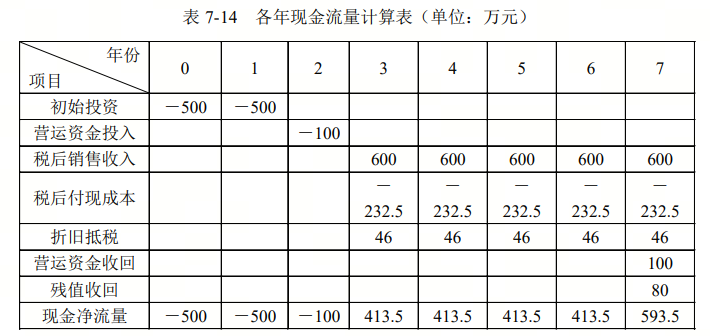 表 7-14 各年现金流量计算表（单位：万元）
年份
项目 0 1 2 3 4 5 6 7
初始投资 －500 －500
营运资金投入 －100
税后销售收入 600 600 600 600 600
税后付现成本 －232.5 －232.5 －232.5 －232.5 －232.5
折旧抵税 46 46 46 46 46
营运资金收回 100
残值收回 80
现金净流量 －500 －500 －100 413.5 413.5 413.5 413.5 593.5